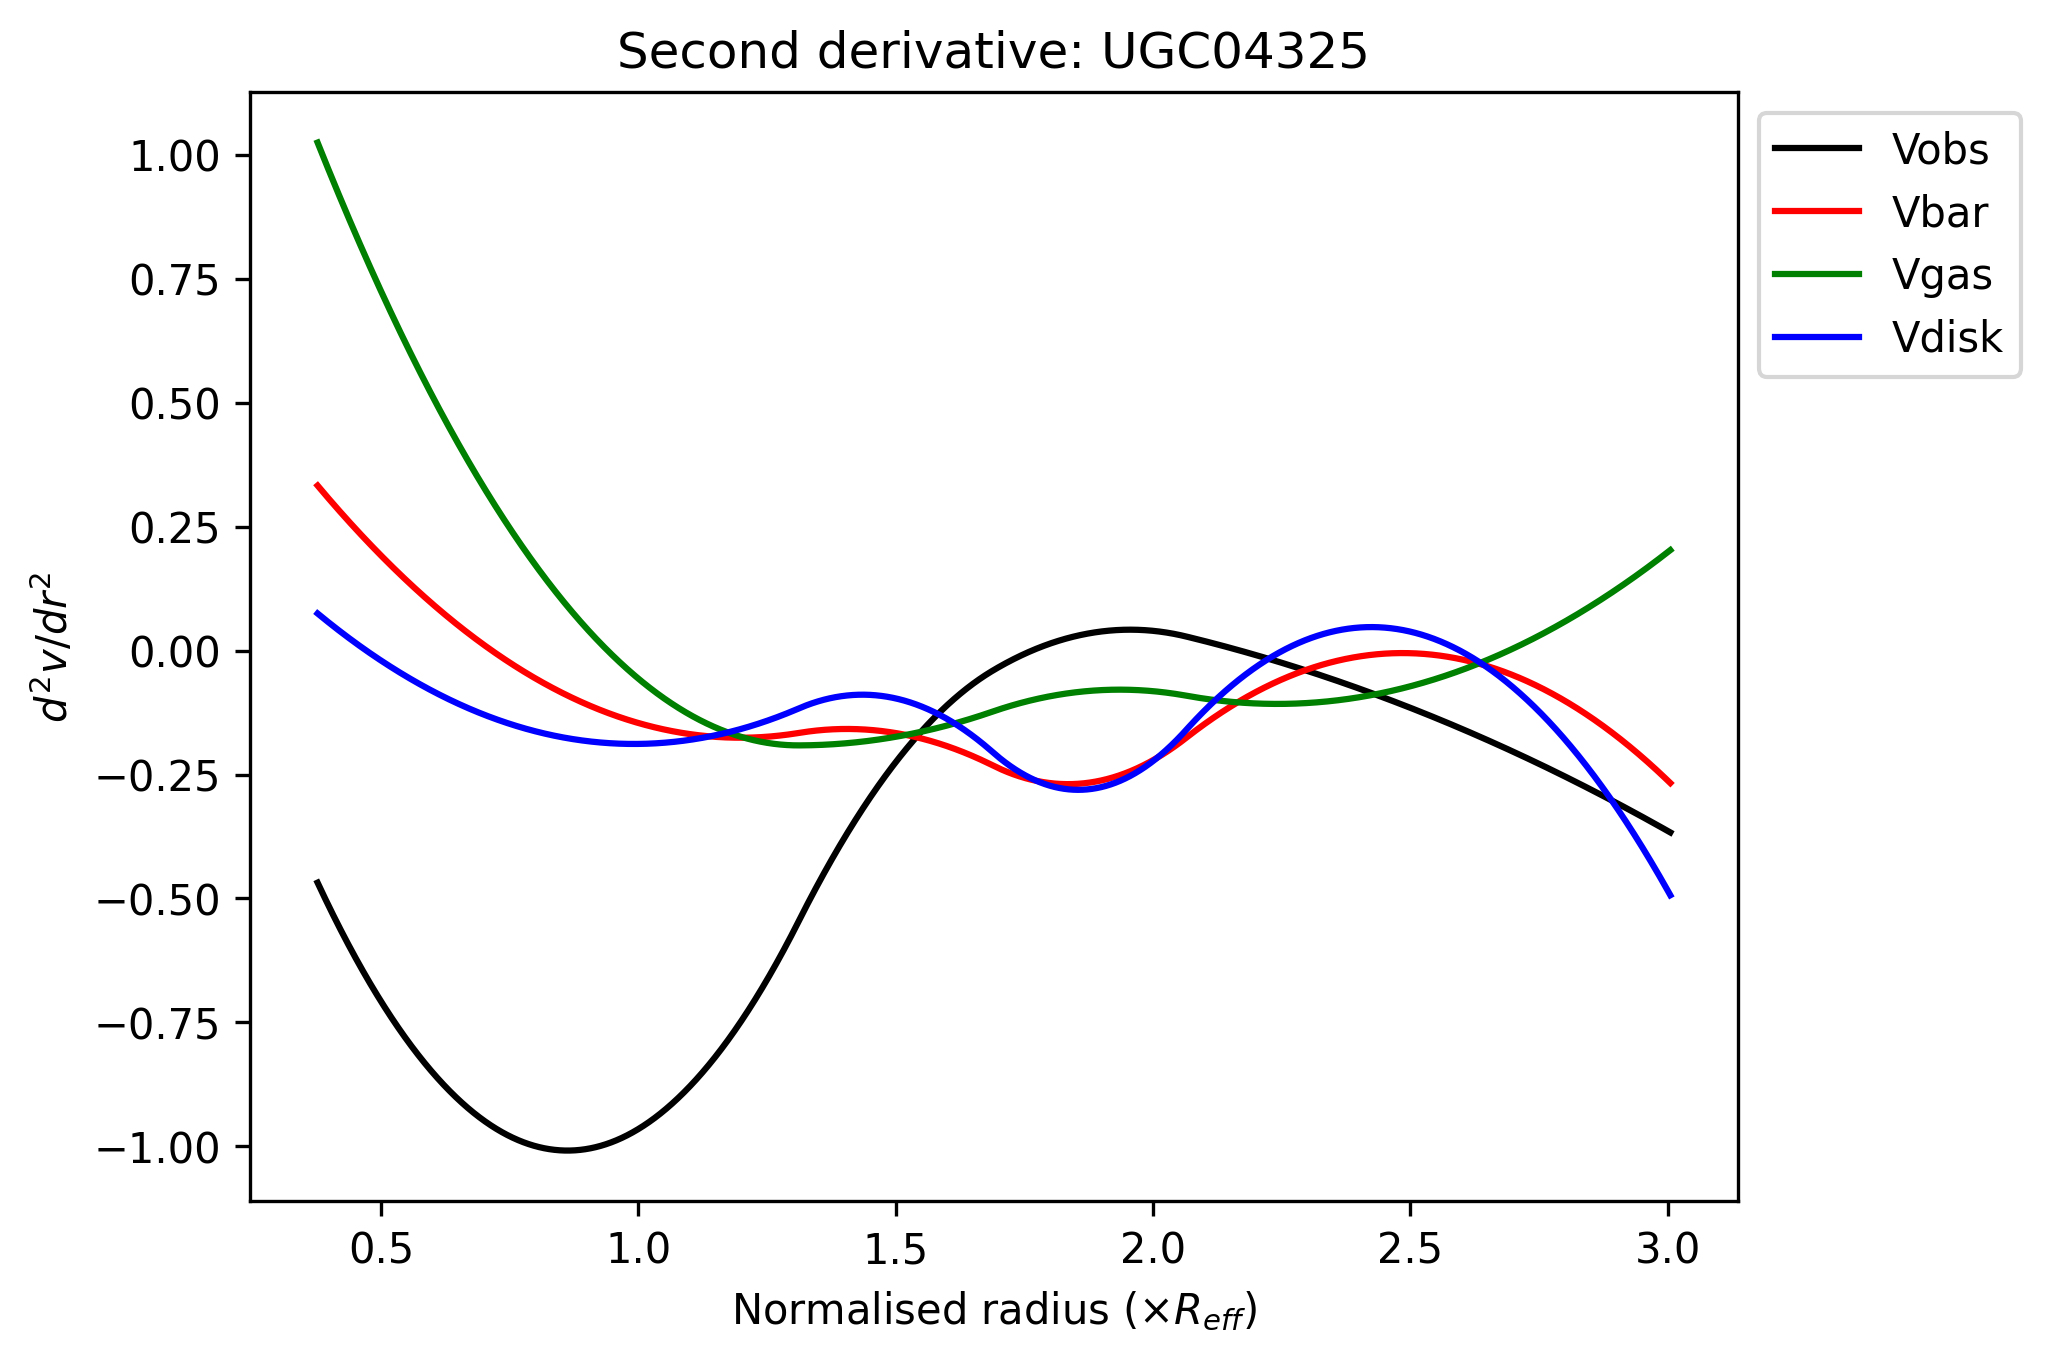 Second derivative: UGC04325
1.00
0.75
0.50
0.25
0.00
−0.25
−0.50
−0.75
−1.00
d²v/dr²
0.5 1.0 1.5 2.0 2.5 3.0
Normalised radius (×R_eff)
Vobs
Vbar
Vgas
Vdisk